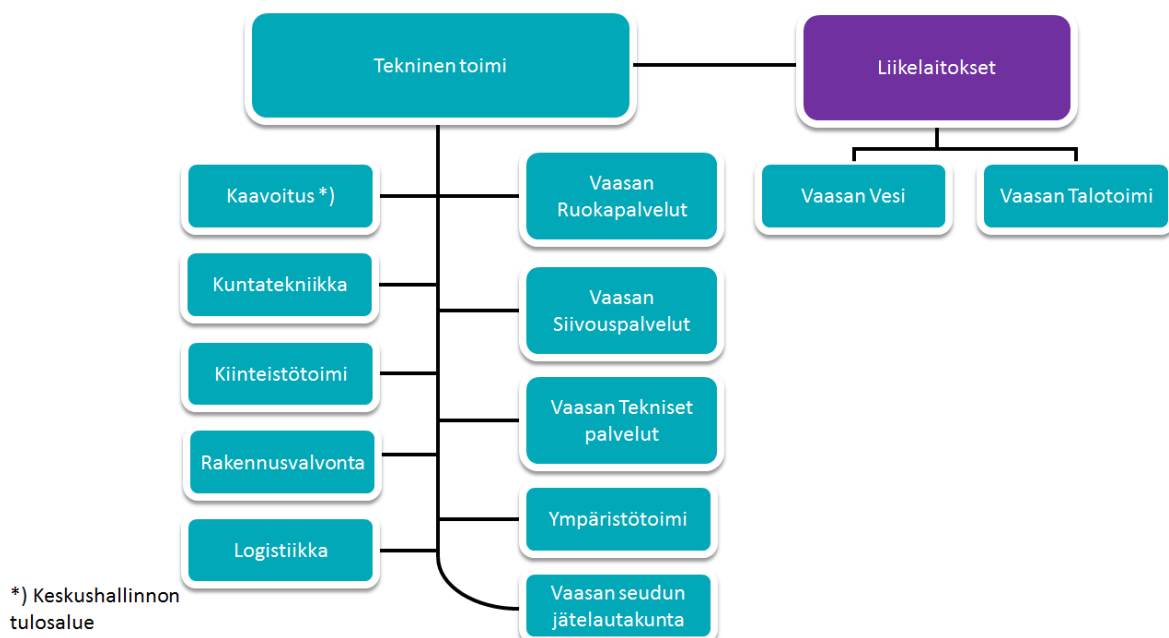 Tekninen toimi
Liikelaitokset
Kaavoitus *)
Vaasan
Ruokapalvelut
Vaasan Vesi
Vaasan Talotoimi
Kuntatekniikka
Vaasan
Siivouspalvelut
Kiinteistötoimi
Vaasan Tekniset
palvelut
Rakennusvalvonta
Ympäristötoimi
Logistiikka
Vaasan seudun
jätelautakunta
*) Keskushallinnon
tulosalue